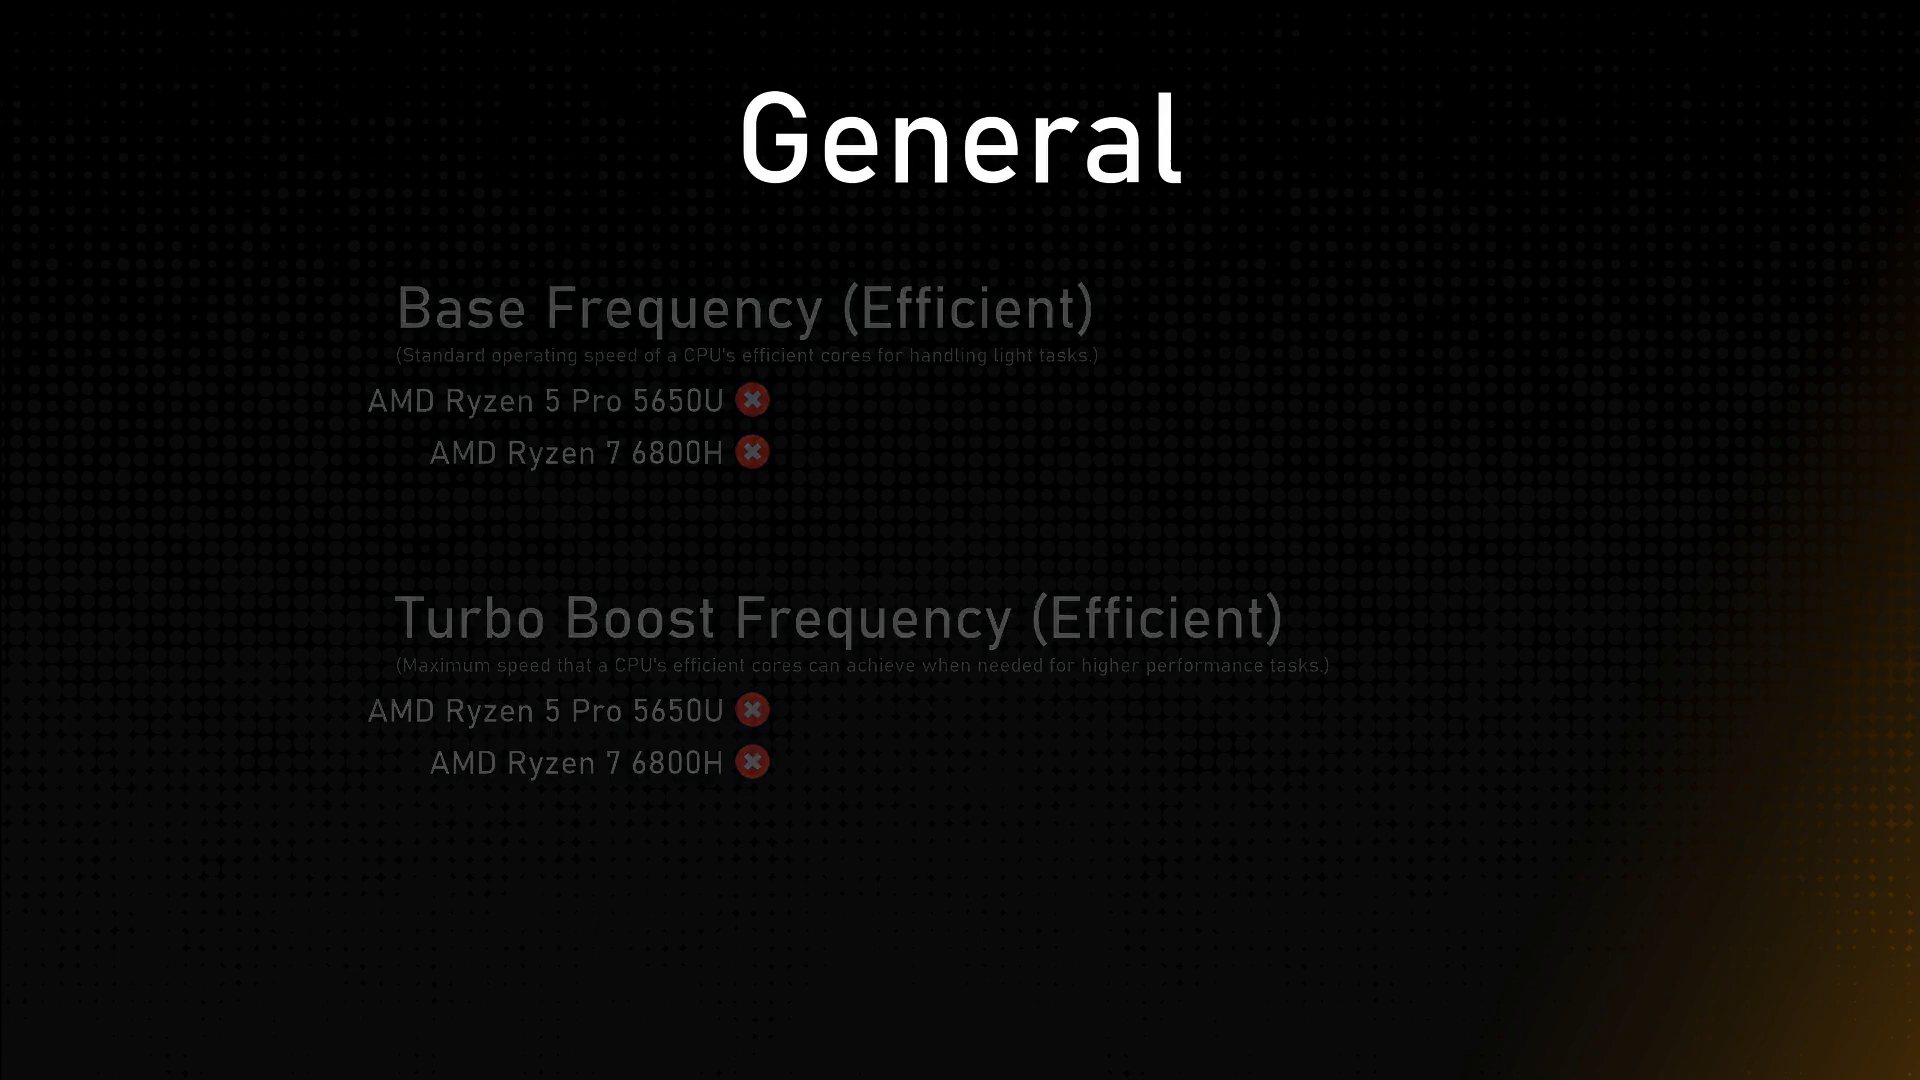 General
Base Frequency (Efficient)
(Standard operating speed of a CPU's efficient cores for handling light tasks.)
AMD Ryzen 5 Pro 5650U
AMD Ryzen 7 6800H
Turbo Boost Frequency (Efficient)
(Maximum speed that a CPU's efficient cores can achieve when needed for higher performance tasks.)
AMD Ryzen 5 Pro 5650U
AMD Ryzen 7 6800H